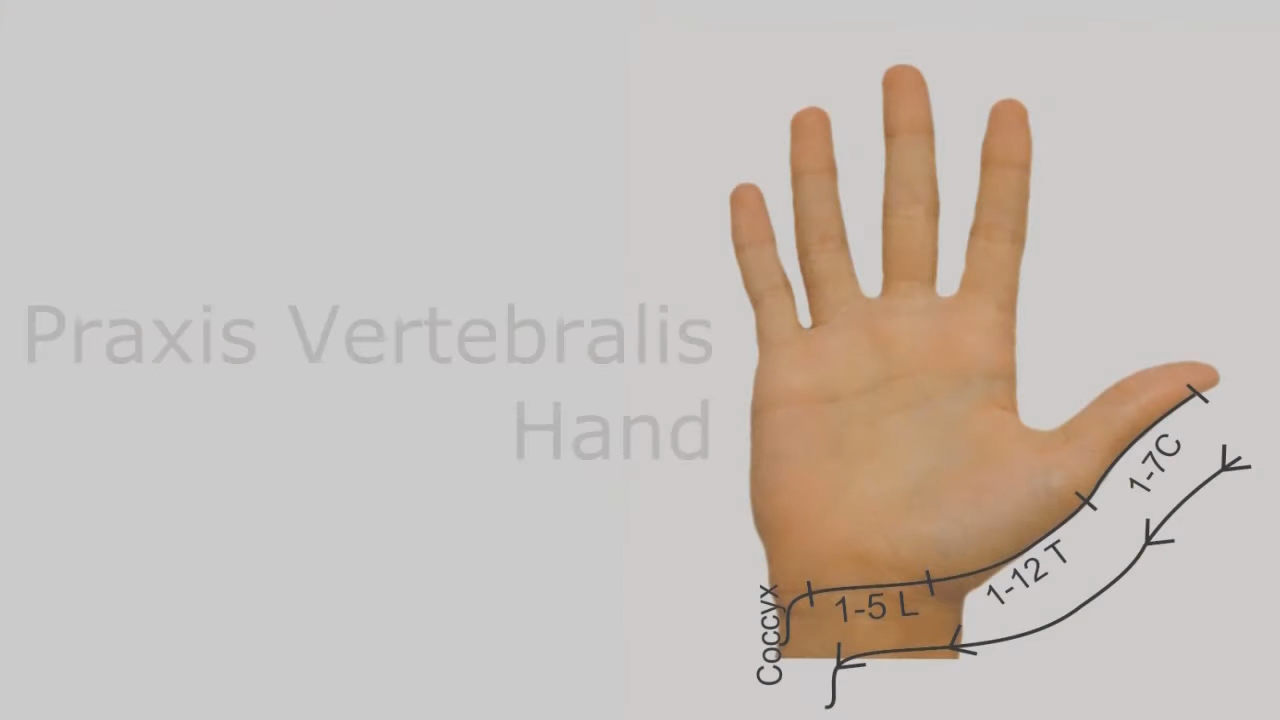 Praxis Vertebralis
Hand
1-7C
1-12 T
1-5 L
Coccyx